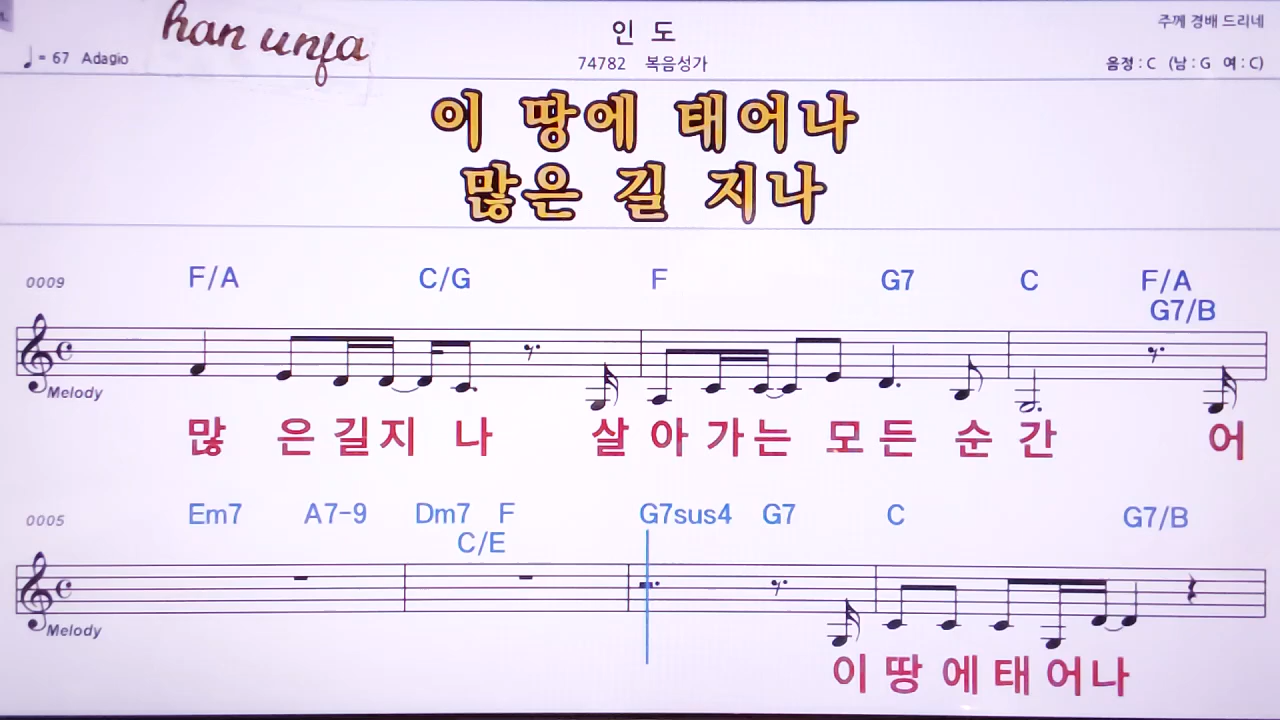 han unfa
♩ = 67 Adagio
인 도
74782 복음성가
주께 경배 드리네
음정 : C (남 : G 여 : C)
이 땅에 태어나
많은 길 지나
0009
F/A C/G F G7 C F/A
G7/B
Melody
많 은 길 지 나 살 아 가 는 모 든 순 간 어
0005
Em7 A7-9 Dm7 F G7sus4 G7 C G7/B
C/E
Melody
이 땅 에 태 어 나